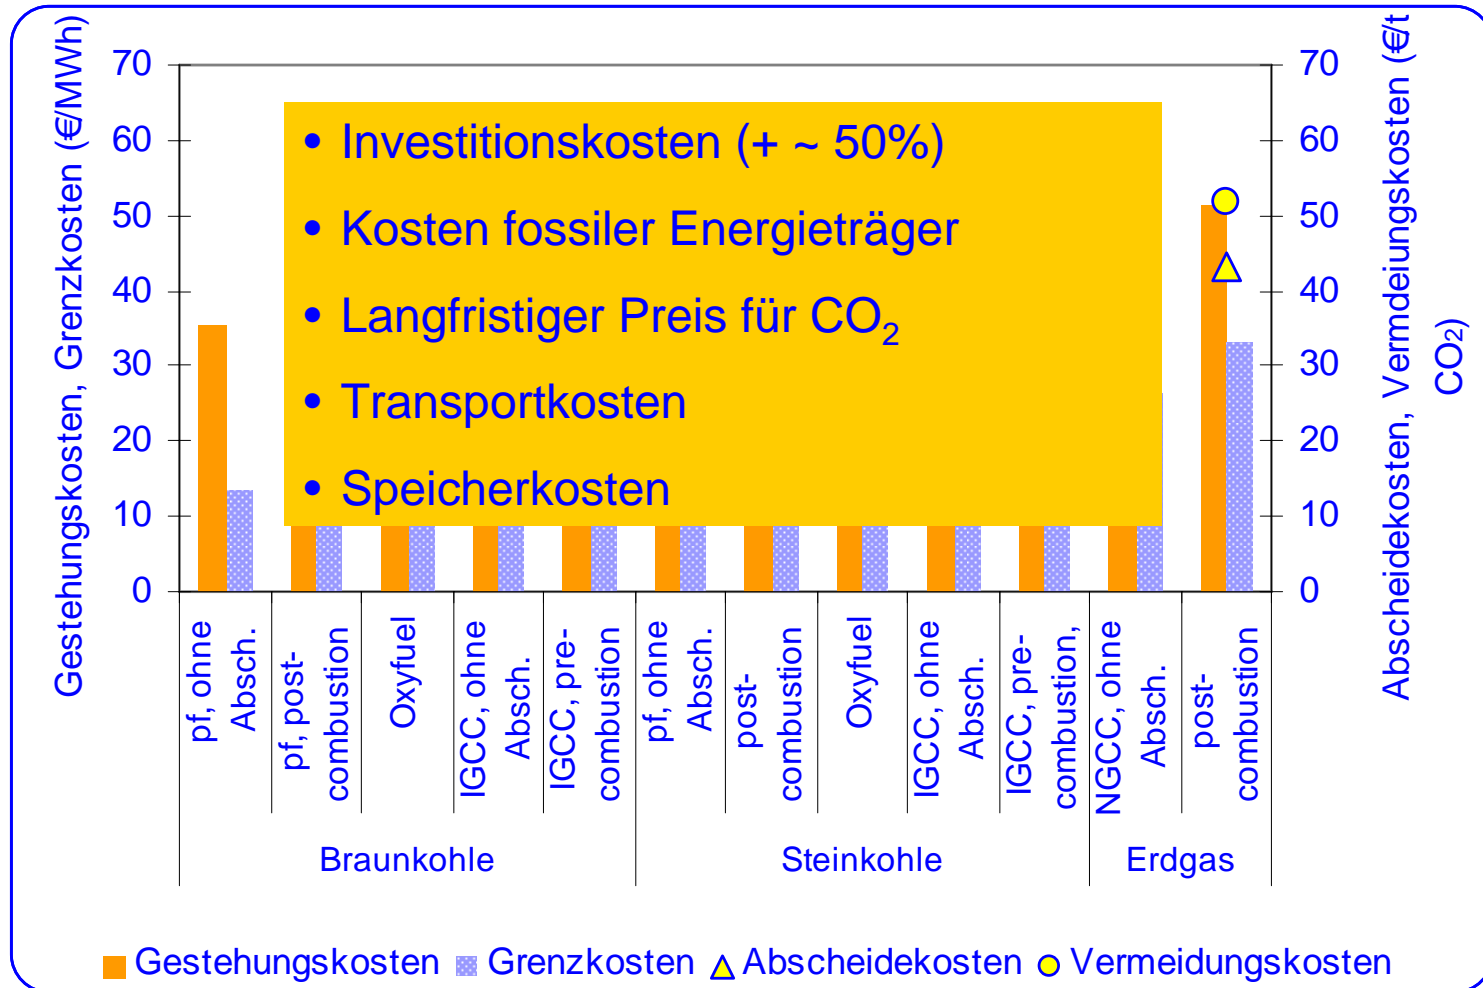 Gestehungskosten, Grenzkosten (€/MWh)
70
60
50
40
30
20
10
0
• Investitionskosten (+ ~ 50%)
• Kosten fossiler Energieträger
• Langfristiger Preis für CO₂
• Transportkosten
• Speicherkosten
70
60
50
40
30
20
10
0
Abscheidekosten, Vermdeiungskosten (€/t
CO2)
pf, ohne
Absch.
pf, post-
combustion
Oxyfuel
IGCC, ohne
Absch.
IGCC, pre-
combustion
pf, ohne
Absch.
post-
combustion
Oxyfuel
IGCC, ohne
Absch.
IGCC, pre-
combustion,
NGCC, ohne
Absch.
post-
combustion
Braunkohle
Steinkohle
Erdgas
Gestehungskosten Grenzkosten Abscheidekosten Vermeidungskosten